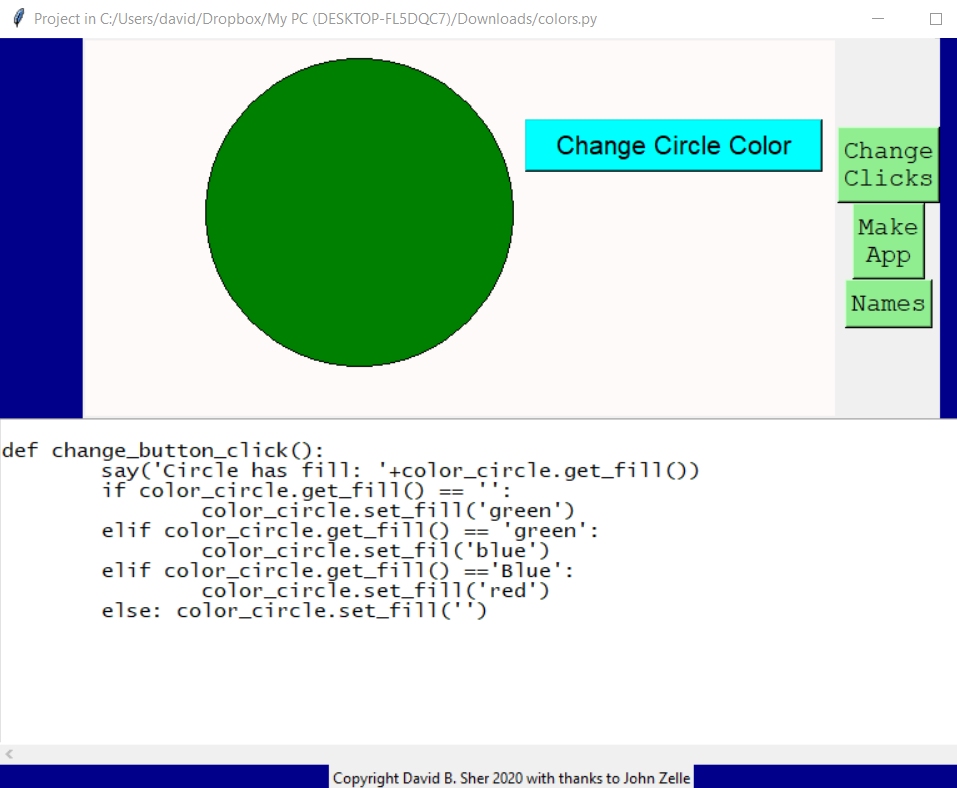 Project in C:/Users/david/Dropbox/My PC (DESKTOP-FL5DQC7)/Downloads/colors.py
Change Circle Color
Change
Clicks
Make
App
Names
def change_button_click():
        say('Circle has fill: '+color_circle.get_fill())
        if color_circle.get_fill() == '':
                color_circle.set_fill('green')
        elif color_circle.get_fill() == 'green':
                color_circle.set_fil('blue')
        elif color_circle.get_fill() =='Blue':
                color_circle.set_fill('red')
        else: color_circle.set_fill('')
Copyright David B. Sher 2020 with thanks to John Zelle